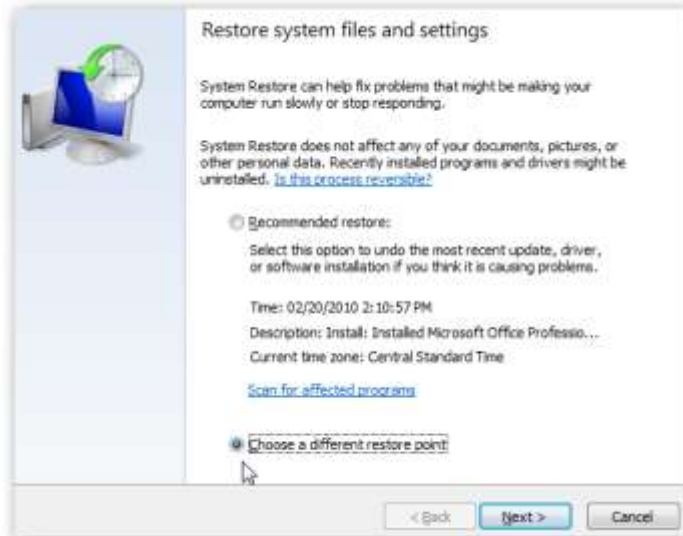 Restore system files and settings
System Restore can help fix problems that might be making your
computer run slowly or stop responding.
System Restore does not affect any of your documents, pictures, or
other personal data. Recently installed programs and drivers might be
uninstalled. Is this process reversible?
Recommended restore:
Select this option to undo the most recent update, driver,
or software installation if you think it is causing problems.
Time: 02/20/2010 2:10:57 PM
Description: Install: Installed Microsoft Office Professio...
Current time zone: Central Standard Time
Scan for affected programs
Choose a different restore point
< Back Next > Cancel